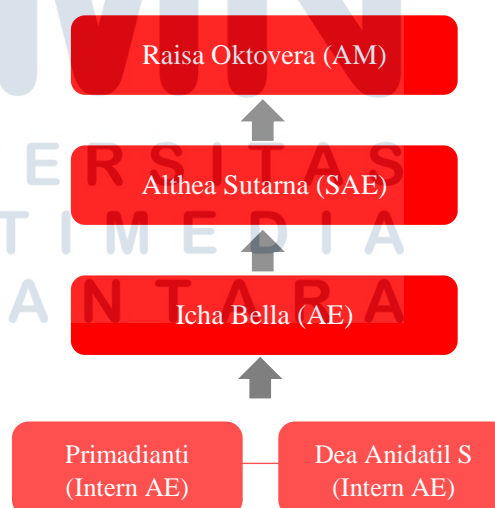 Raisa Oktovera (AM)
Althea Sutarna (SAE)
Icha Bella (AE)
Primadianti
(Intern AE)
Dea Anidatil S
(Intern AE)